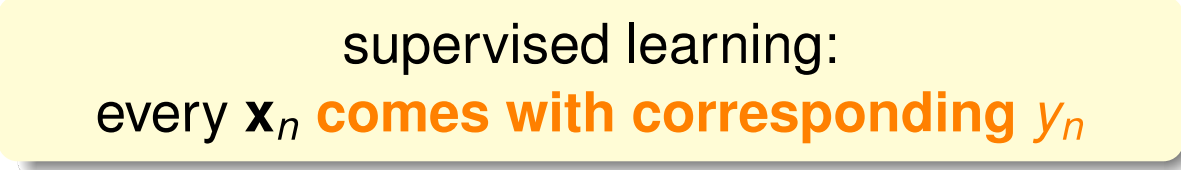 supervised learning:
every xₙ comes with corresponding yₙ